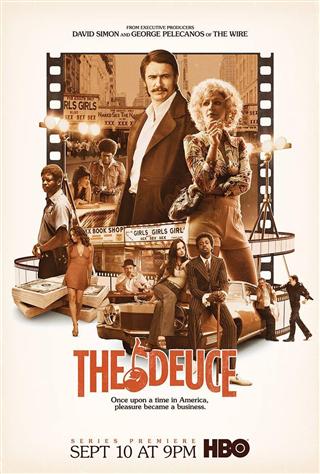 FROM EXECUTIVE PRODUCERS
DAVID SIMON AND GEORGE PELECANOS OF THE WIRE
GIRLS GIRLS
XXX BOOK SHOP
GIRLS GIRLS GIRLS
THE DEUCE
Once upon a time in America,
pleasure became a business.
SERIES PREMIERE
SEPT 10 AT 9PM HBO